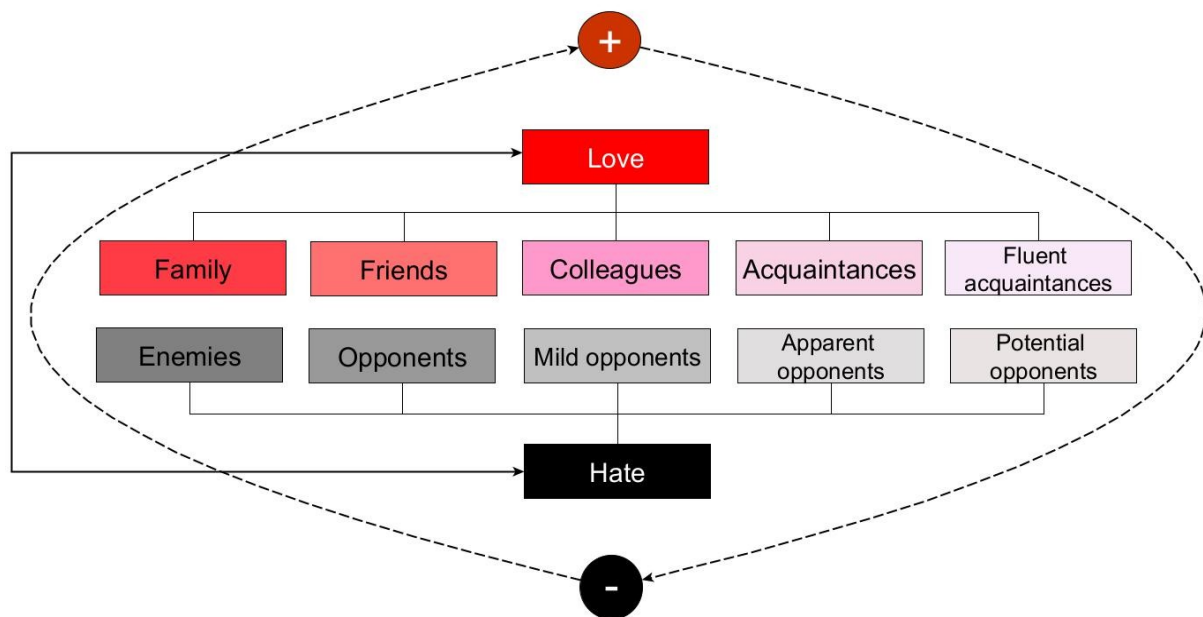 +
Love
Family
Friends
Colleagues
Acquaintances
Fluent
acquaintances
Enemies
Opponents
Mild opponents
Apparent
opponents
Potential
opponents
Hate
-